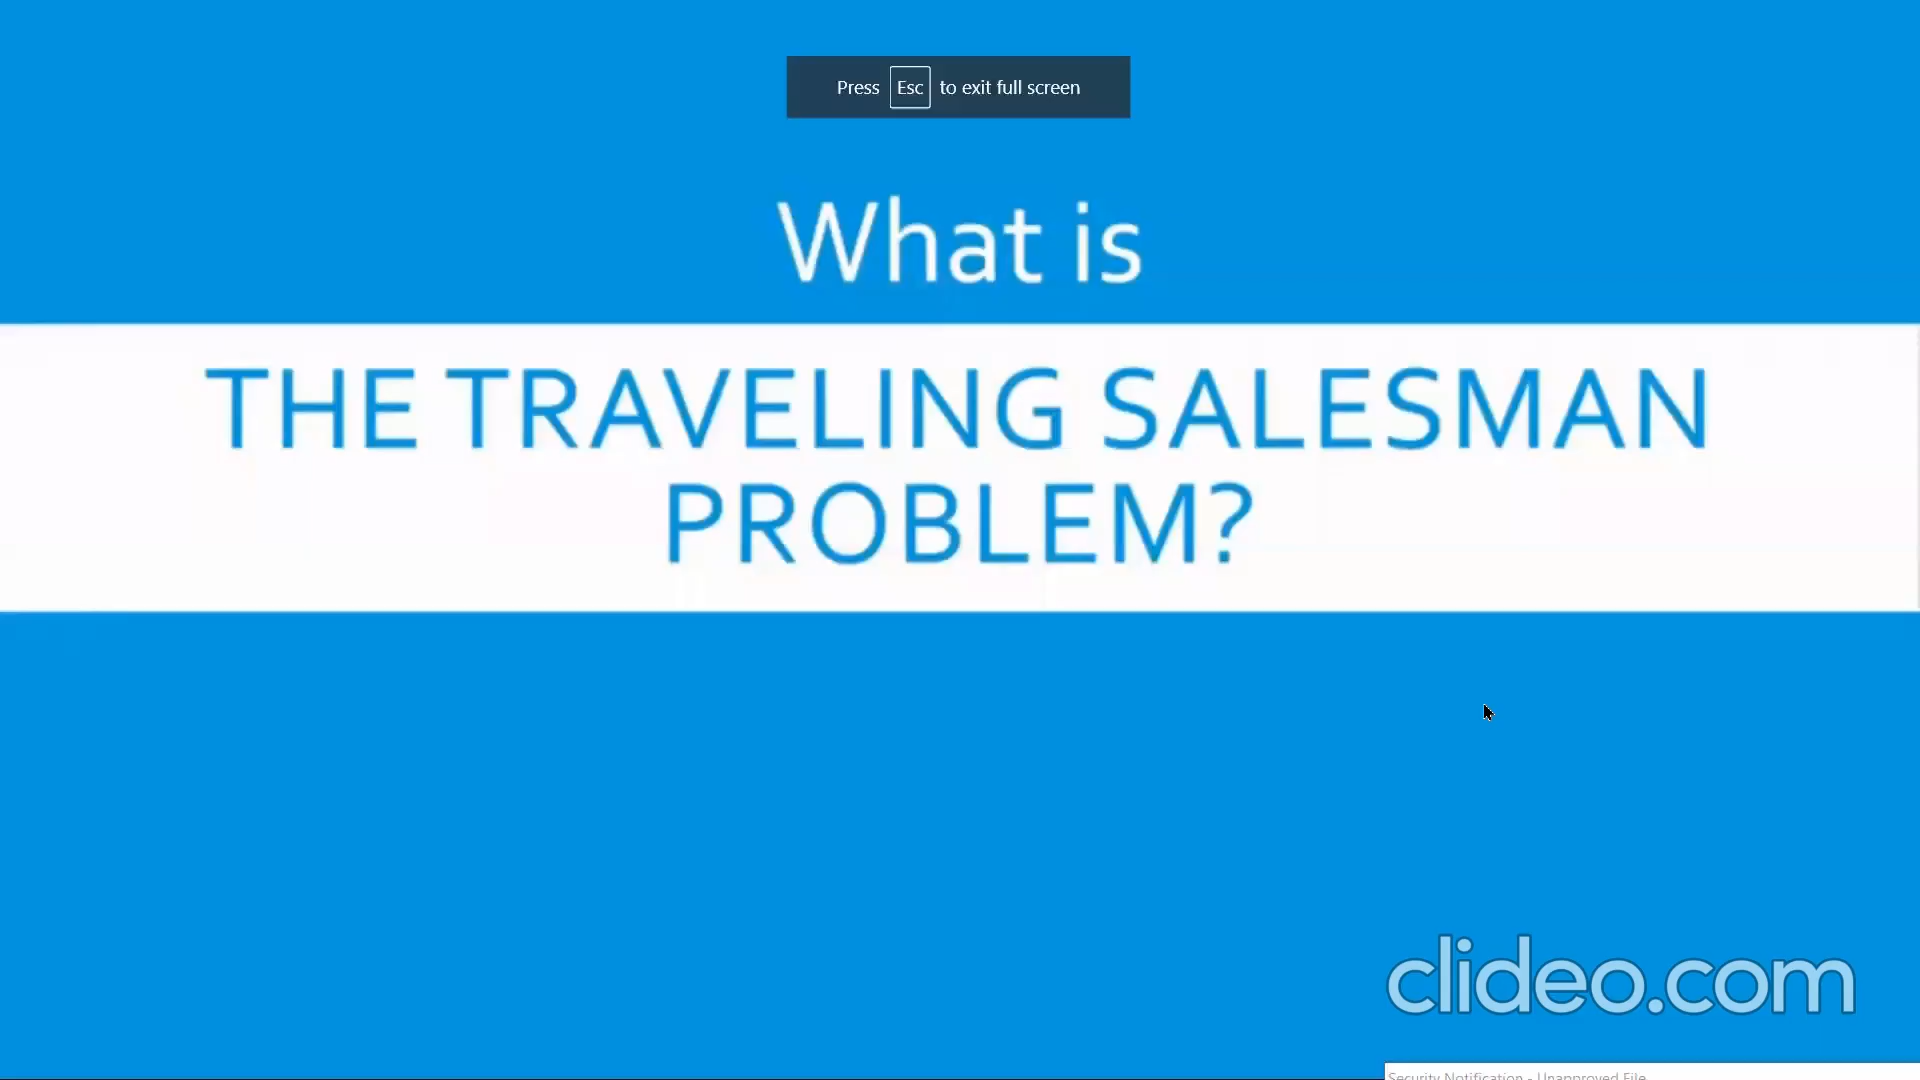 Press Esc to exit full screen
What is
THE TRAVELING SALESMAN
PROBLEM?
clideo.com
Security Notification - Unapproved File